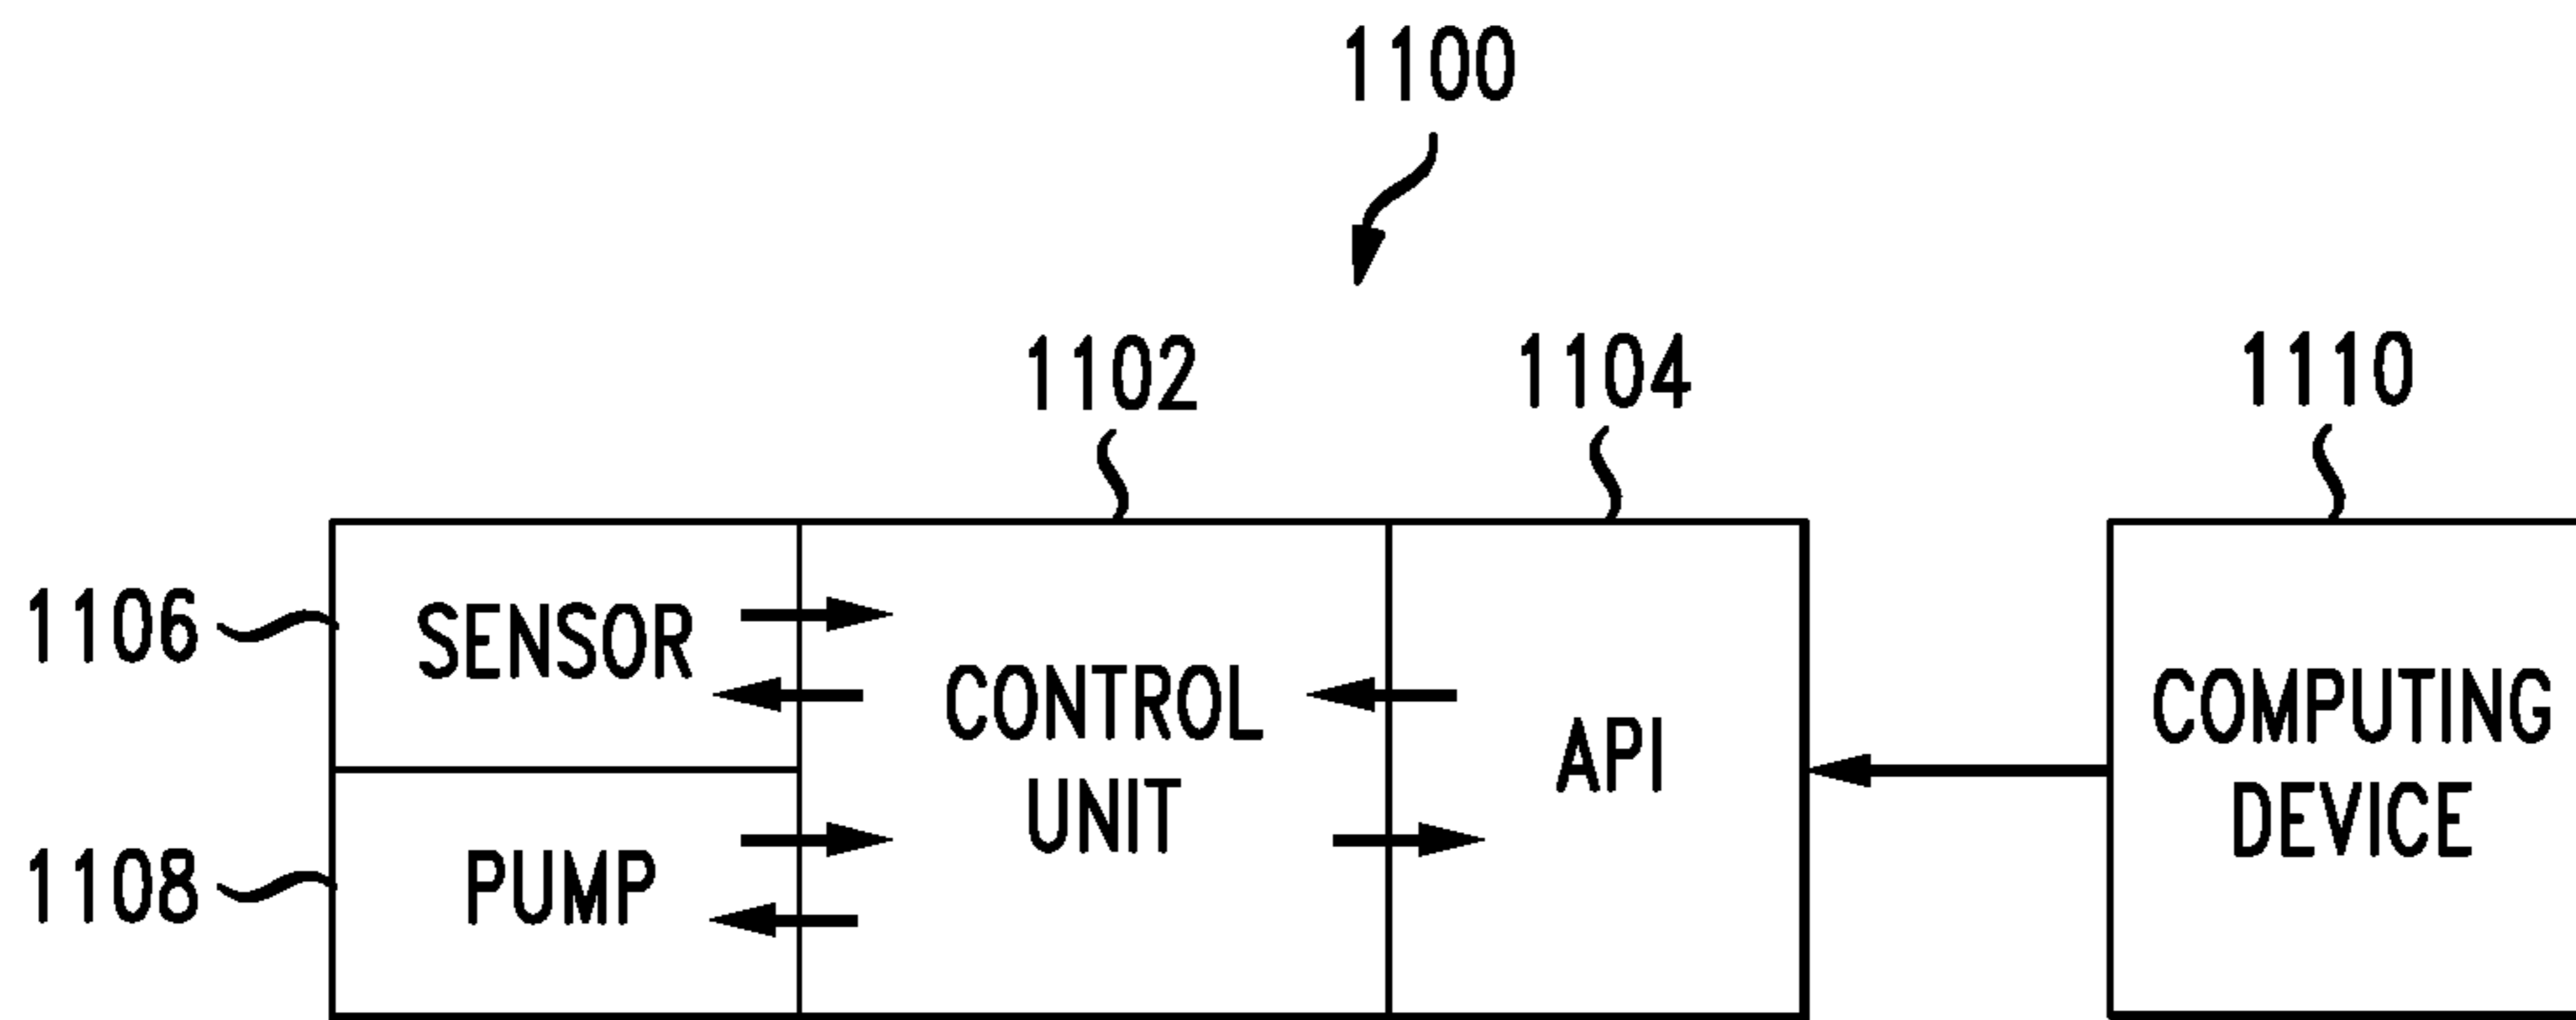 1100
1102
1104
1110
1106
SENSOR
CONTROL
UNIT
API
COMPUTING
DEVICE
1108
PUMP